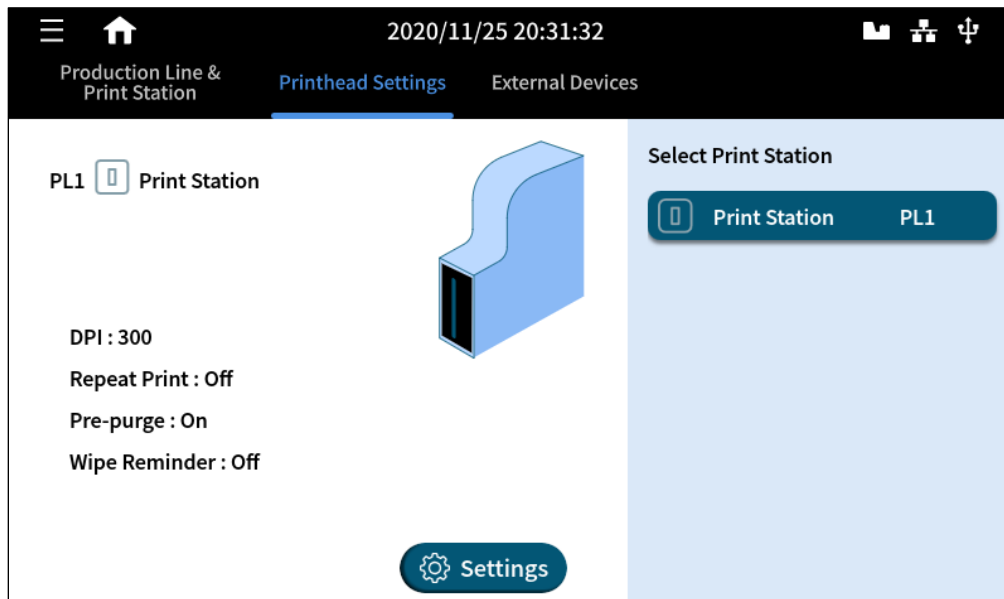 2020/11/25 20:31:32
Production Line &
Print Station
Printhead Settings
External Devices
PL1 Print Station
DPI : 300
Repeat Print : Off
Pre-purge : On
Wipe Reminder : Off
Settings
Select Print Station
Print Station PL1